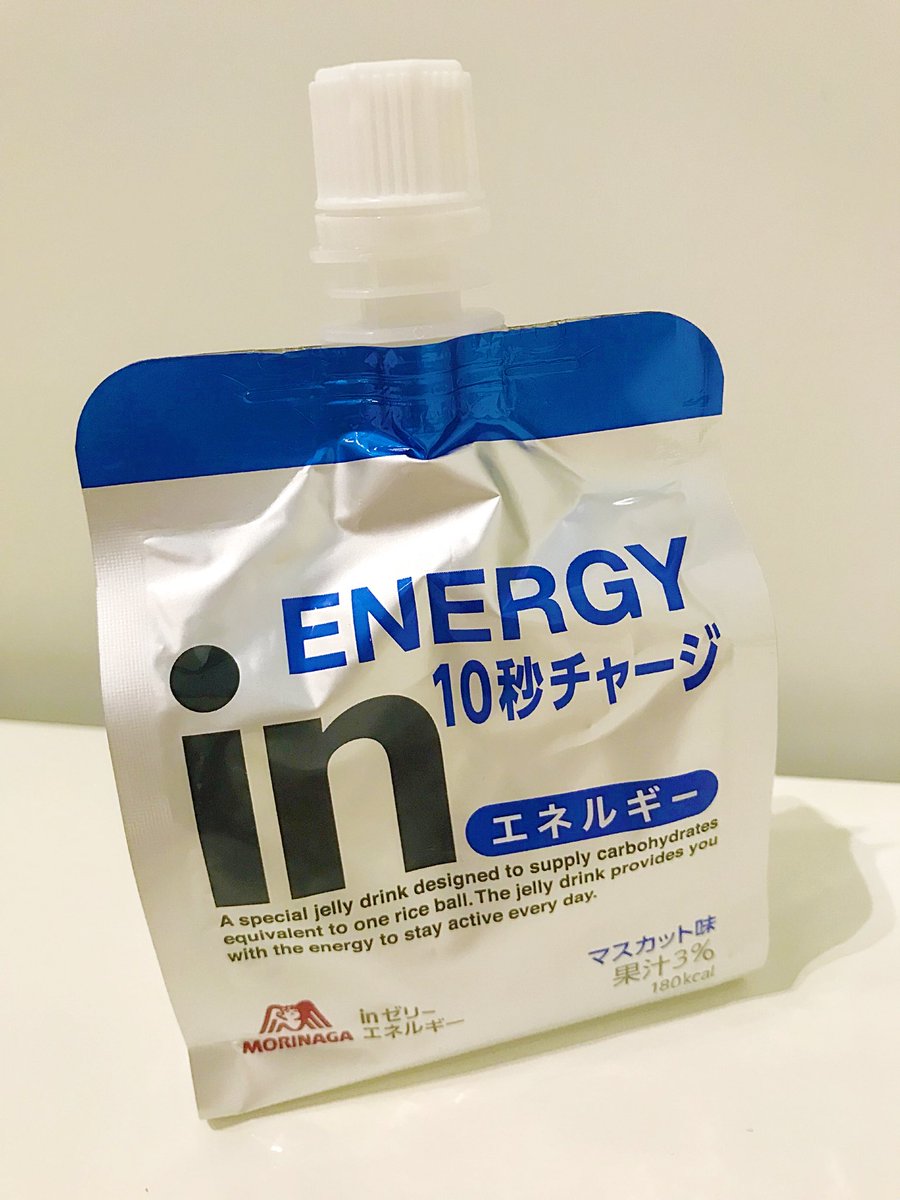 ENERGY
10秒チャージ
in
エネルギー
A special jelly drink designed to supply carbohydrates
equivalent to one rice ball. The jelly drink provides you
with the energy to stay active every day.
マスカット味
果汁3%
180kcal
MORINAGA
inゼリー
エネルギー